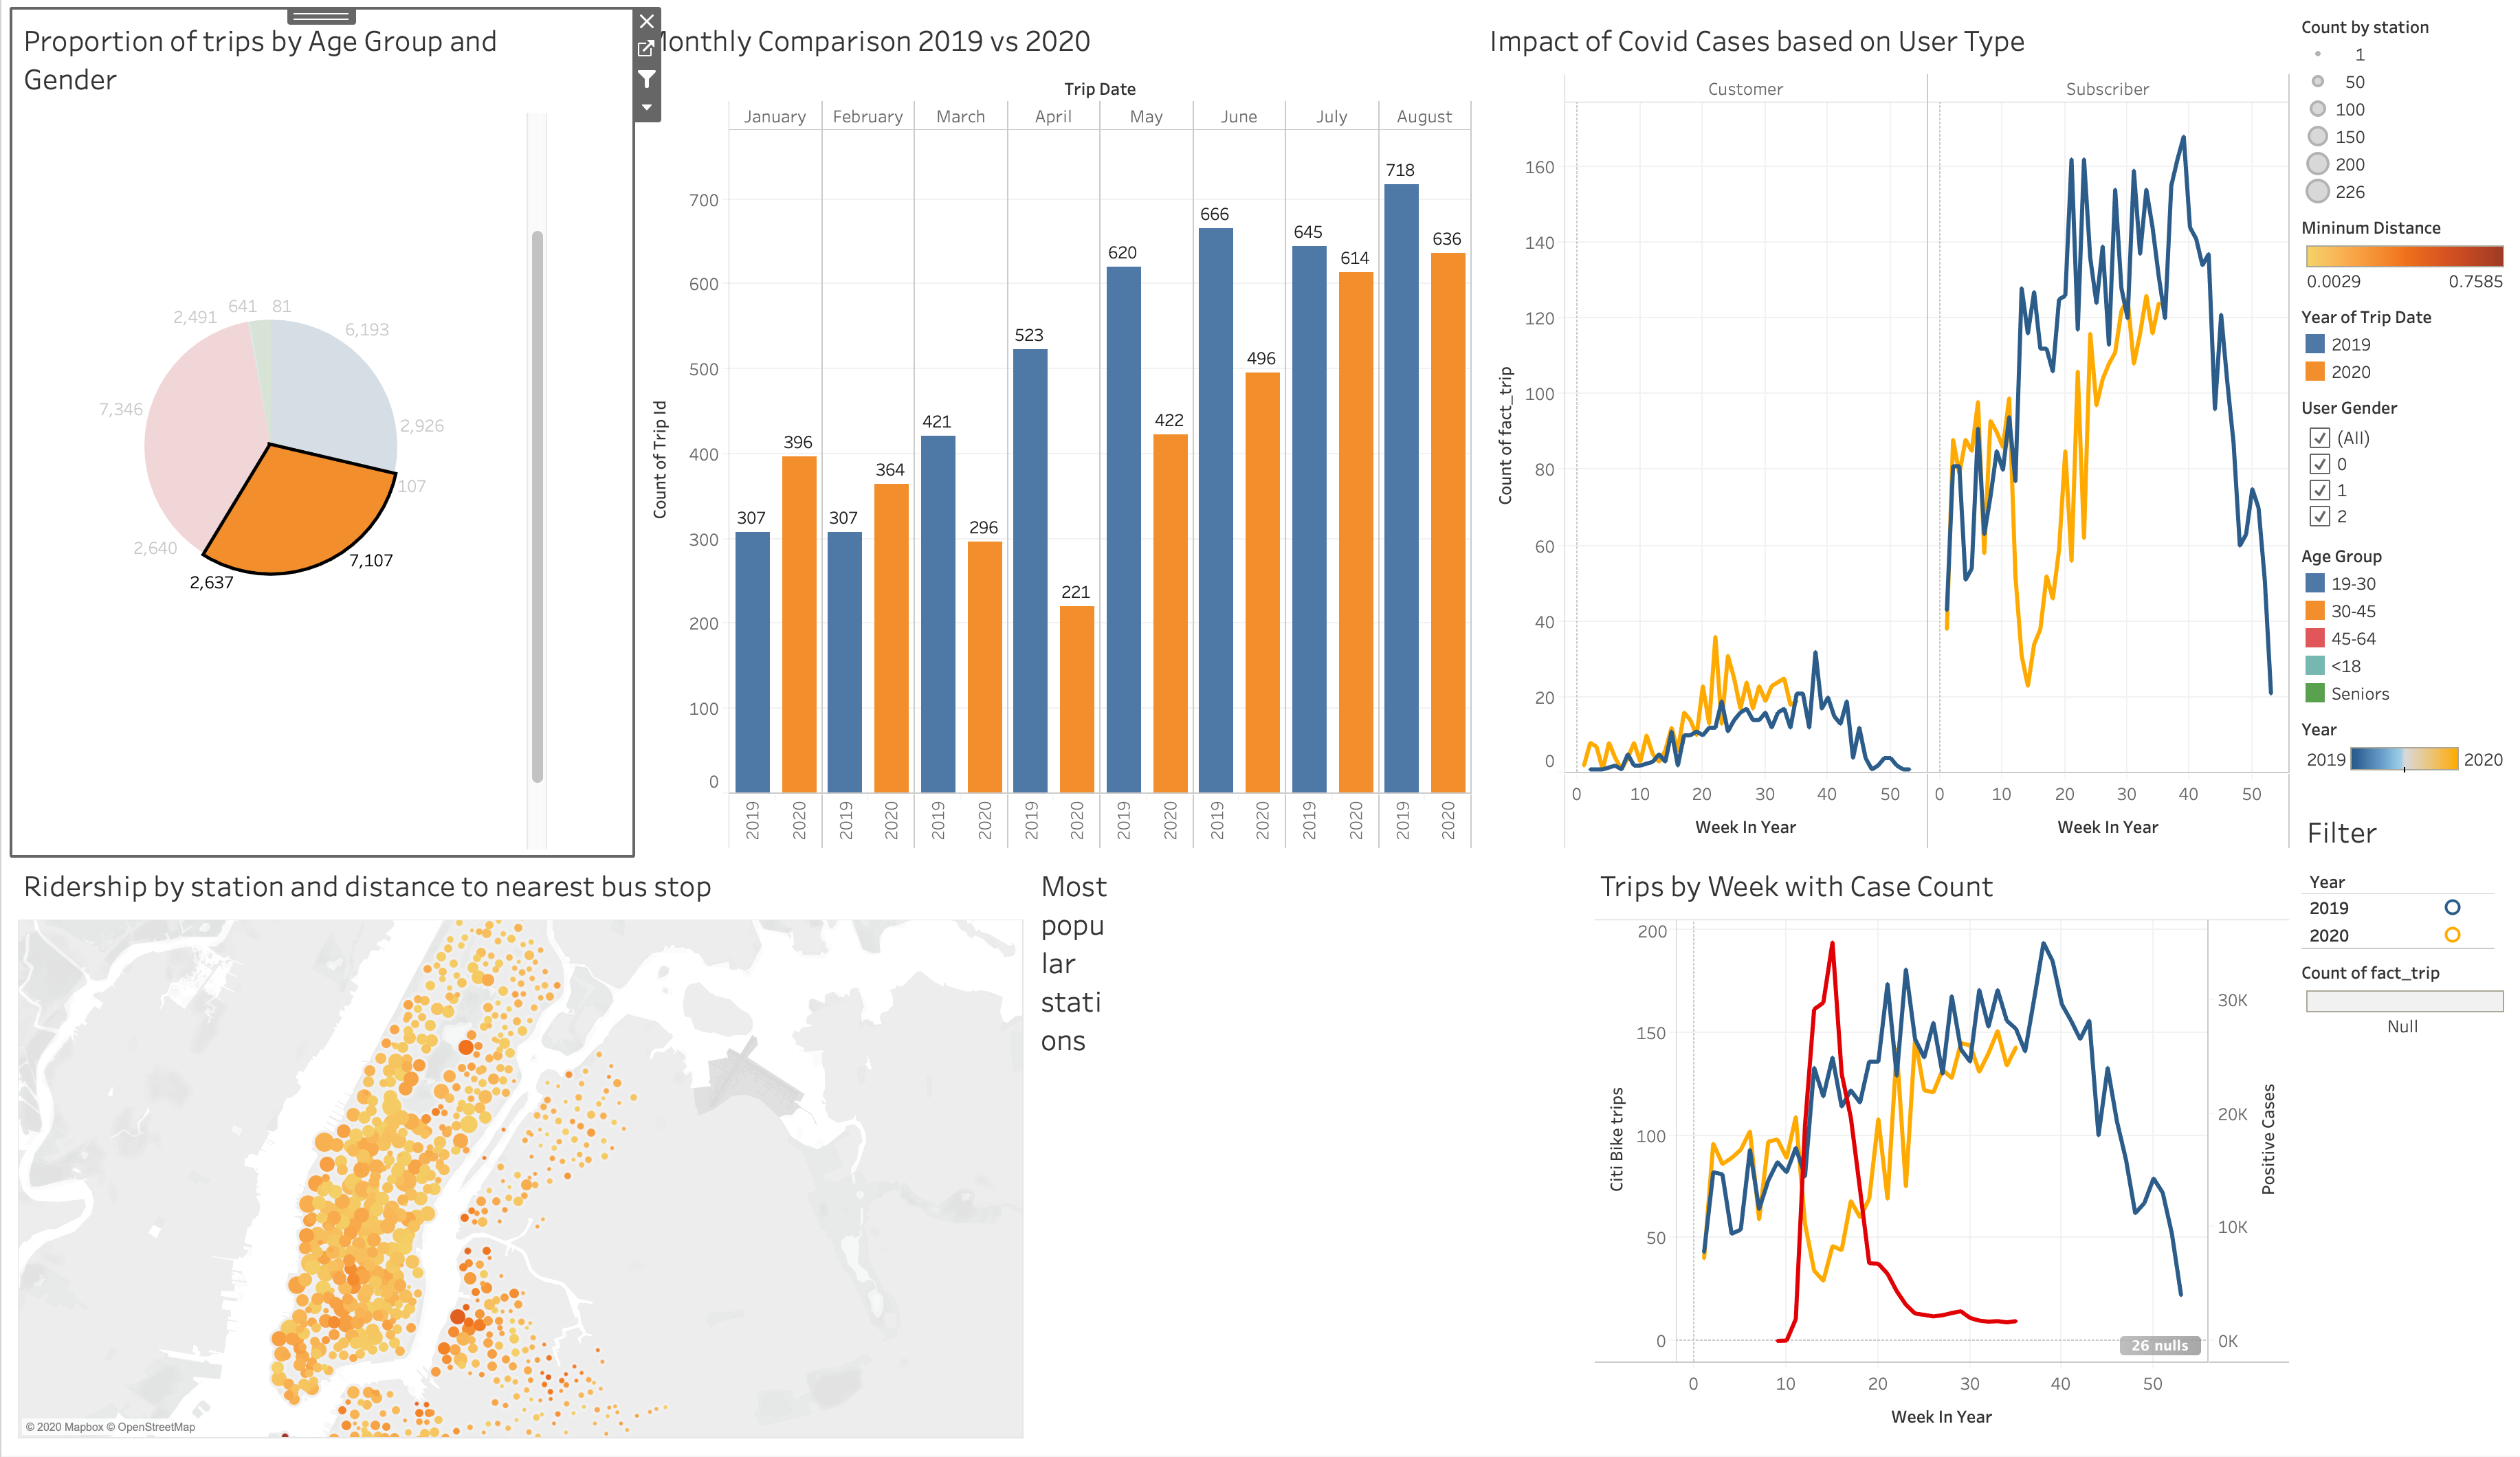 Proportion of trips by Age Group and
Gender
641
81
2,491
6,193
7,346
2,926
107
2,640
7,107
2,637
Monthly Comparison 2019 vs 2020
Trip Date
January February March April May June July August
Count of Trip Id
700
600
500
400
300
200
100
0
307 396 307 364 421 296 523 221 620 422 666 496 645 614 718 636
2019 2020 2019 2020 2019 2020 2019 2020 2019 2020 2019 2020 2019 2020 2019 2020
Impact of Covid Cases based on User Type
Customer Subscriber
Count of fact_trip
160
140
120
100
80
60
40
20
0
0 10 20 30 40 50 0 10 20 30 40 50
Week In Year Week In Year
Count by station
1
50
100
150
200
226
Mininum Distance
0.0029 0.7585
Year of Trip Date
2019
2020
User Gender
(All)
0
1
2
Age Group
19-30
30-45
45-64
<18
Seniors
Year
2019 2020
Filter
Year
2019
2020
Count of fact_trip
Null
Ridership by station and distance to nearest bus stop
© 2020 Mapbox © OpenStreetMap
Most
popu
lar
stati
ons
Trips by Week with Case Count
Citi Bike trips
200
150
100
50
0
Positive Cases
30K
20K
10K
0K
26 nulls
0 10 20 30 40 50
Week In Year